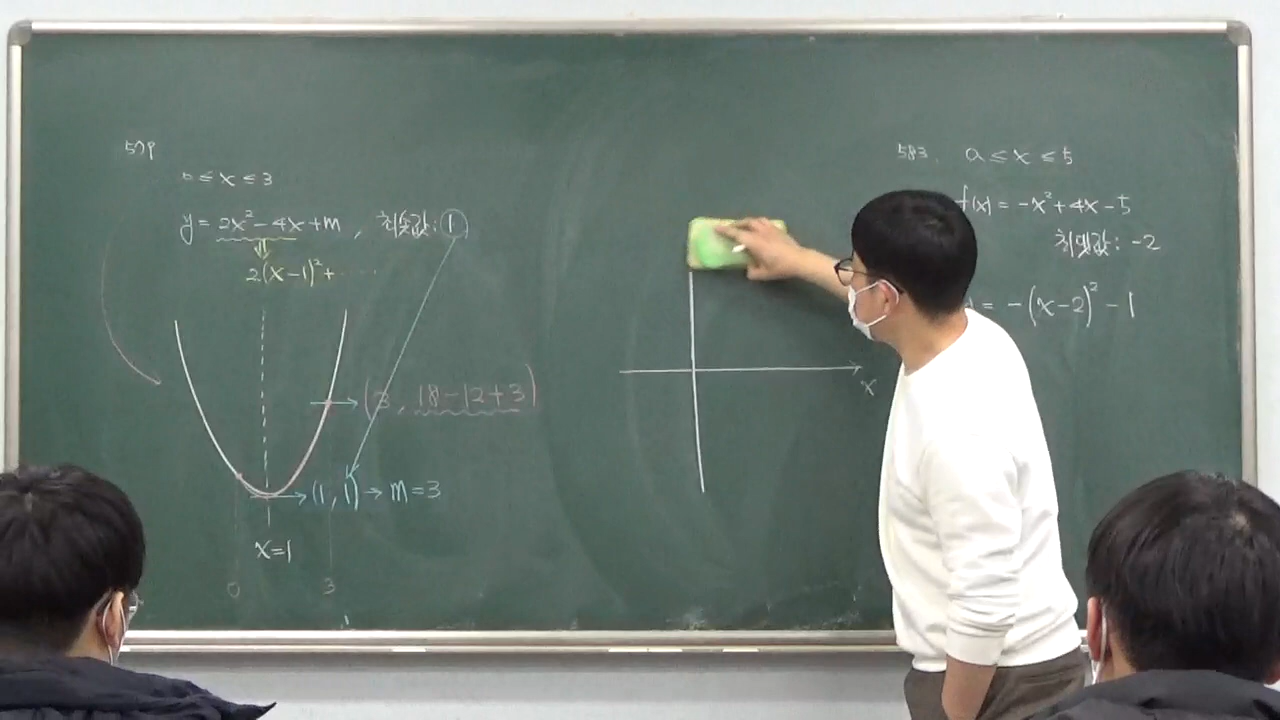 579
0 ≤ x ≤ 3
y = 2x² − 4x + m , 최솟값 : ①
⇓
2(x−1)² + ⋯
(3 , 18−12+3)
(1 , 1) → m = 3
x=1
0 3
x
583. a ≤ x ≤ 5
f(x) = −x² + 4x − 5
최댓값 : −2
= −(x−2)² − 1